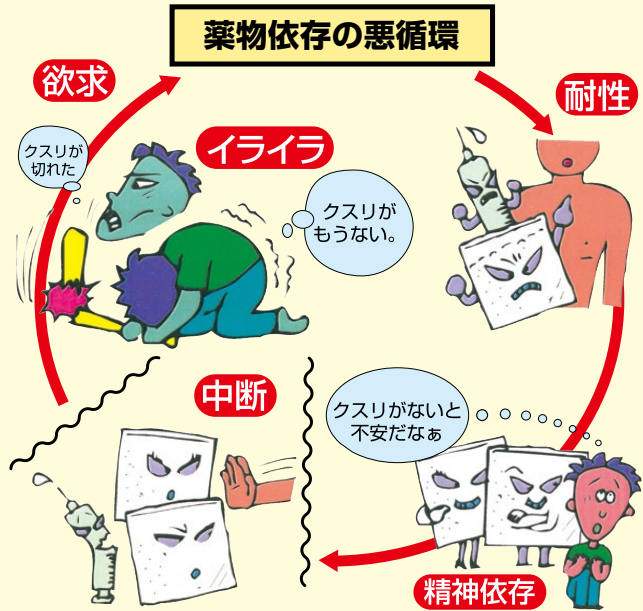 薬物依存の悪循環
欲求
耐性
クスリが
切れた
イライラ
クスリが
もうない。
中断
クスリがないと
不安だなぁ
精神依存